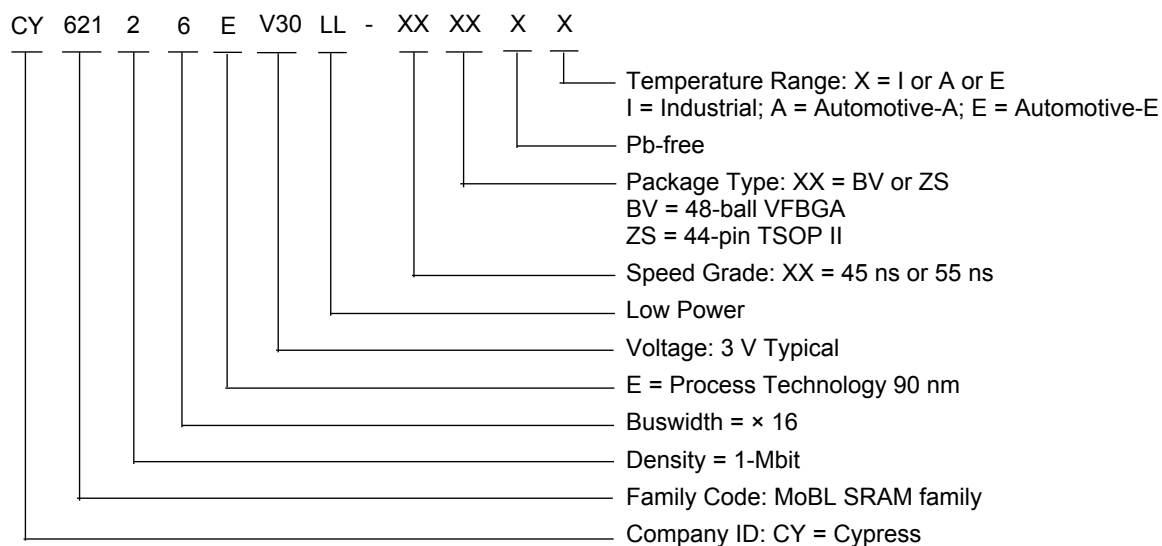 CY 621 2 6 E V30 LL - XX XX X X
Temperature Range: X = I or A or E
I = Industrial; A = Automotive-A; E = Automotive-E
Pb-free
Package Type: XX = BV or ZS
BV = 48-ball VFBGA
ZS = 44-pin TSOP II
Speed Grade: XX = 45 ns or 55 ns
Low Power
Voltage: 3 V Typical
E = Process Technology 90 nm
Buswidth = × 16
Density = 1-Mbit
Family Code: MoBL SRAM family
Company ID: CY = Cypress